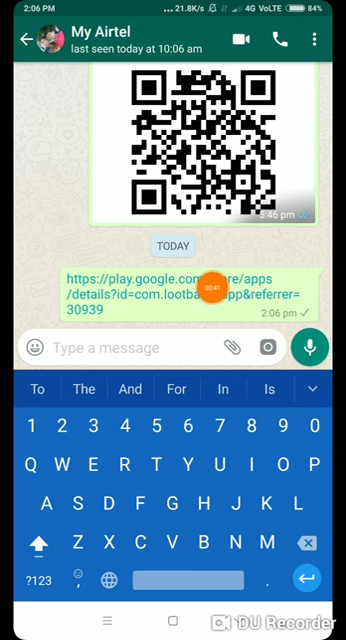 2:06 PM ... 21.8K/s 4G VoLTE 84%
My Airtel
last seen today at 10:06 am
5:46 pm
TODAY
https://play.google.com re/apps
/details?id=com.lootba app&referrer=
30939
2:06 pm
00:41
Type a message
To The And For In Is
1 2 3 4 5 6 7 8 9 0
Q W E R T Y U I O P
A S D F G H J K L
Z X C V B N M
?123 , .
DU Recorder